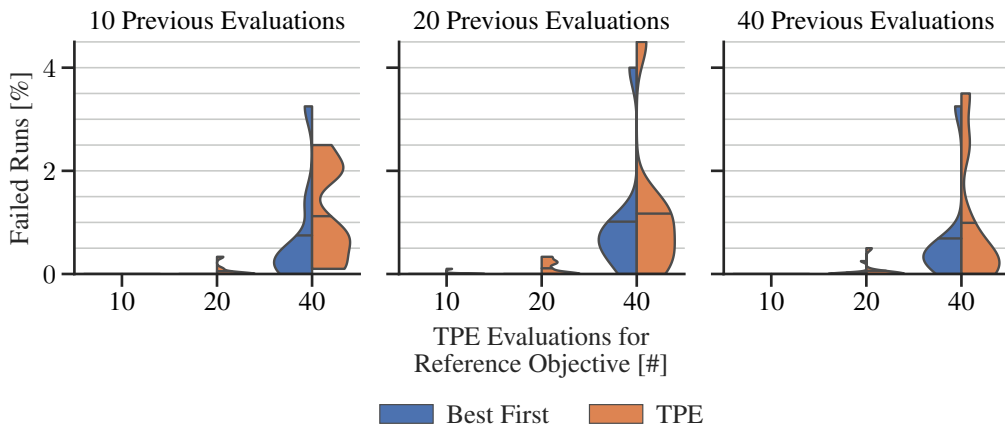 10 Previous Evaluations
20 Previous Evaluations
40 Previous Evaluations
Failed Runs [%]
4
2
0
10 20 40
10 20 40
10 20 40
TPE Evaluations for
Reference Objective [#]
Best First
TPE